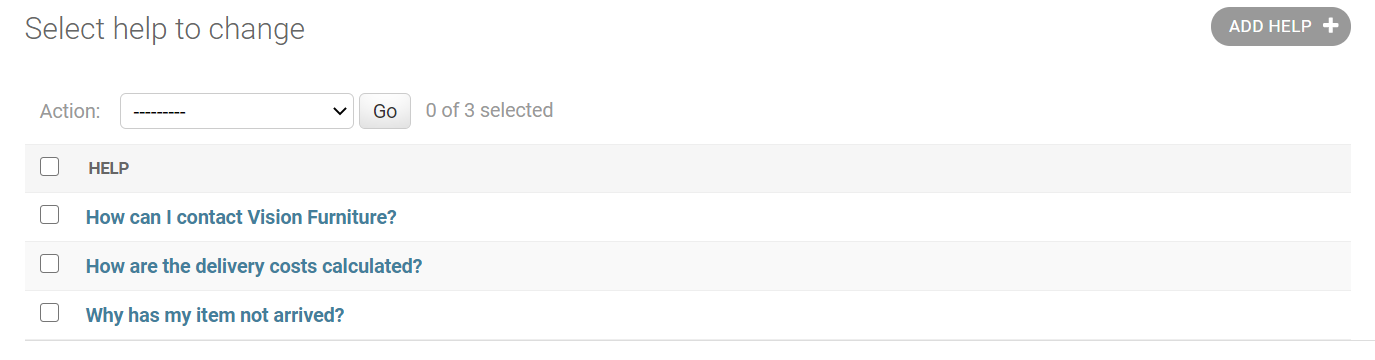 Select help to change
ADD HELP +
Action: --------- Go 0 of 3 selected
HELP
How can I contact Vision Furniture?
How are the delivery costs calculated?
Why has my item not arrived?